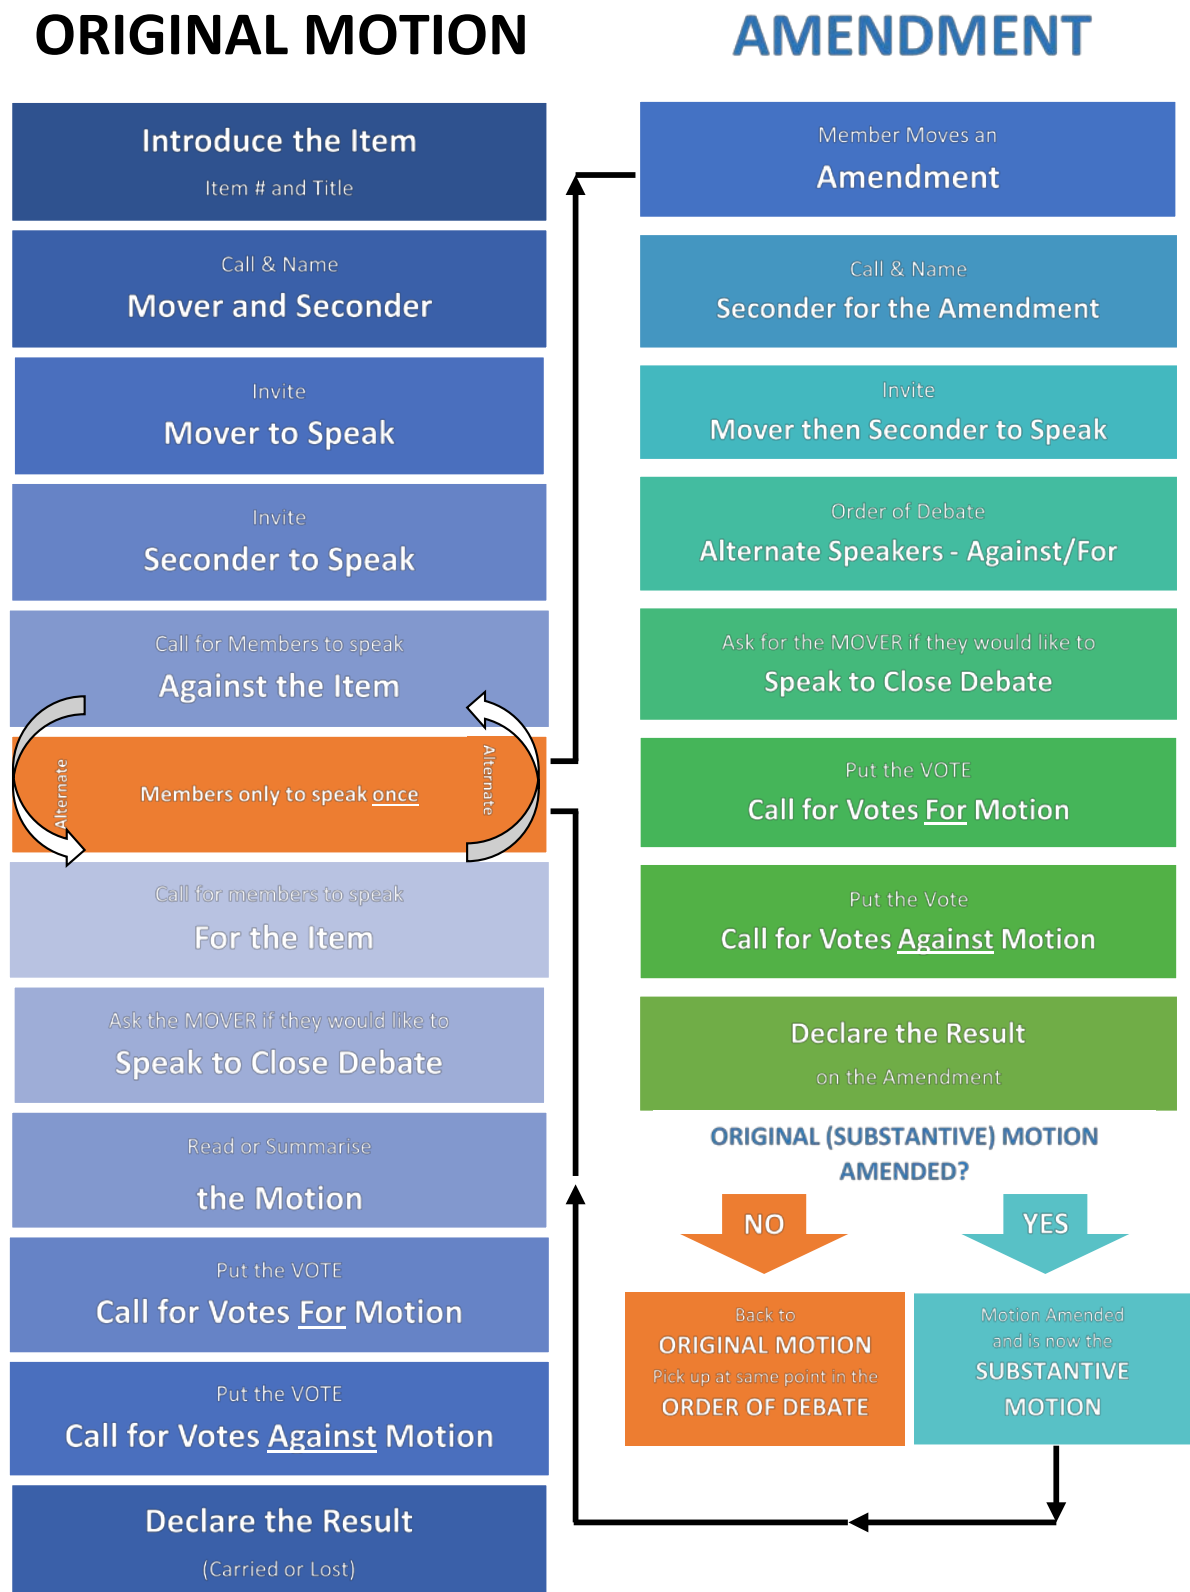 ORIGINAL MOTION
Introduce the Item
Item # and Title
Call & Name
Mover and Seconder
Invite
Mover to Speak
Invite
Seconder to Speak
Call for Members to speak
Against the Item
Alternate
Members only to speak once
Alternate
Call for members to speak
For the Item
Ask the MOVER if they would like to
Speak to Close Debate
Read or Summarise
the Motion
Put the VOTE
Call for Votes For Motion
Put the VOTE
Call for Votes Against Motion
Declare the Result
(Carried or Lost)
AMENDMENT
Member Moves an
Amendment
Call & Name
Seconder for the Amendment
Invite
Mover then Seconder to Speak
Order of Debate
Alternate Speakers - Against/For
Ask for the MOVER if they would like to
Speak to Close Debate
Put the VOTE
Call for Votes For Motion
Put the Vote
Call for Votes Against Motion
Declare the Result
on the Amendment
ORIGINAL (SUBSTANTIVE) MOTION
AMENDED?
NO
Back to
ORIGINAL MOTION
Pick up at same point in the
ORDER OF DEBATE
YES
Motion Amended
and is now the
SUBSTANTIVE
MOTION